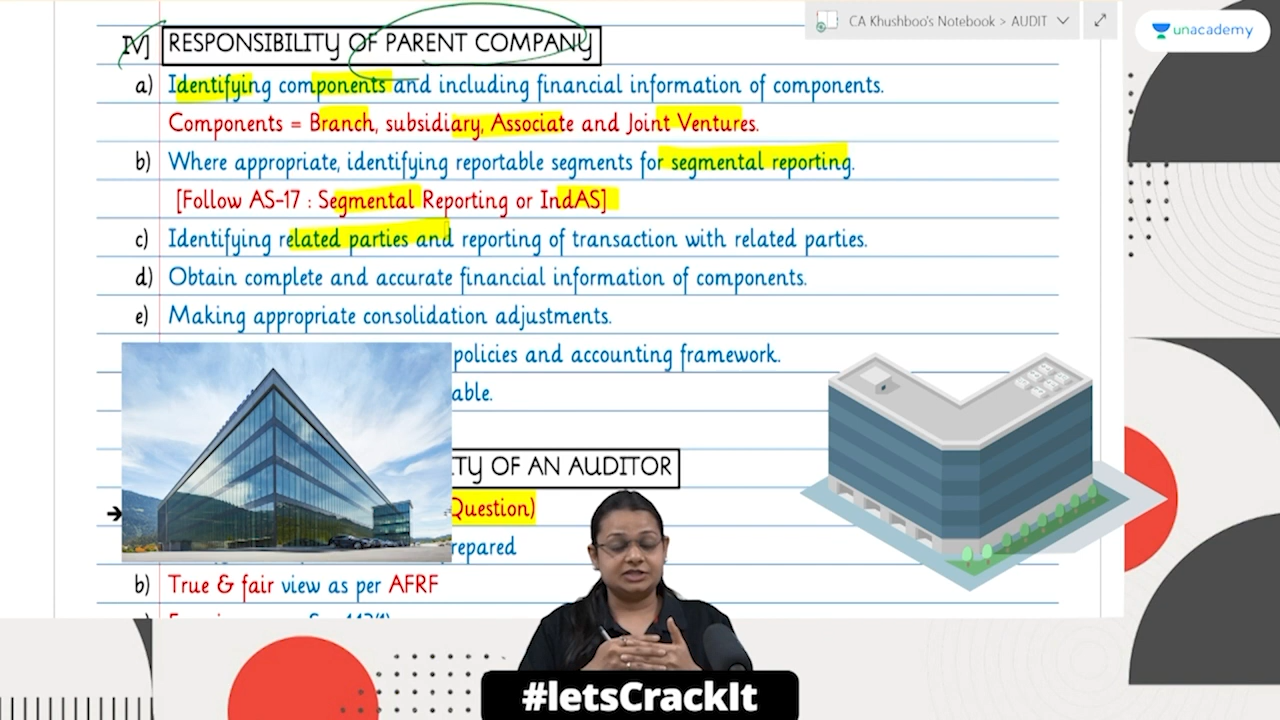 CA Khushboo's Notebook > AUDIT
unacademy
IV] RESPONSIBILITY OF PARENT COMPANY
a) Identifying components and including financial information of components.
Components = Branch, subsidiary, Associate and Joint Ventures.
b) Where appropriate, identifying reportable segments for segmental reporting.
[Follow AS-17 : Segmental Reporting or IndAS]
c) Identifying related parties and reporting of transaction with related parties.
d) Obtain complete and accurate financial information of components.
e) Making appropriate consolidation adjustments.
policies and accounting framework.
able.
TY OF AN AUDITOR
→ Question)
repared
b) True & fair view as per AFRF
#letsCrackIt